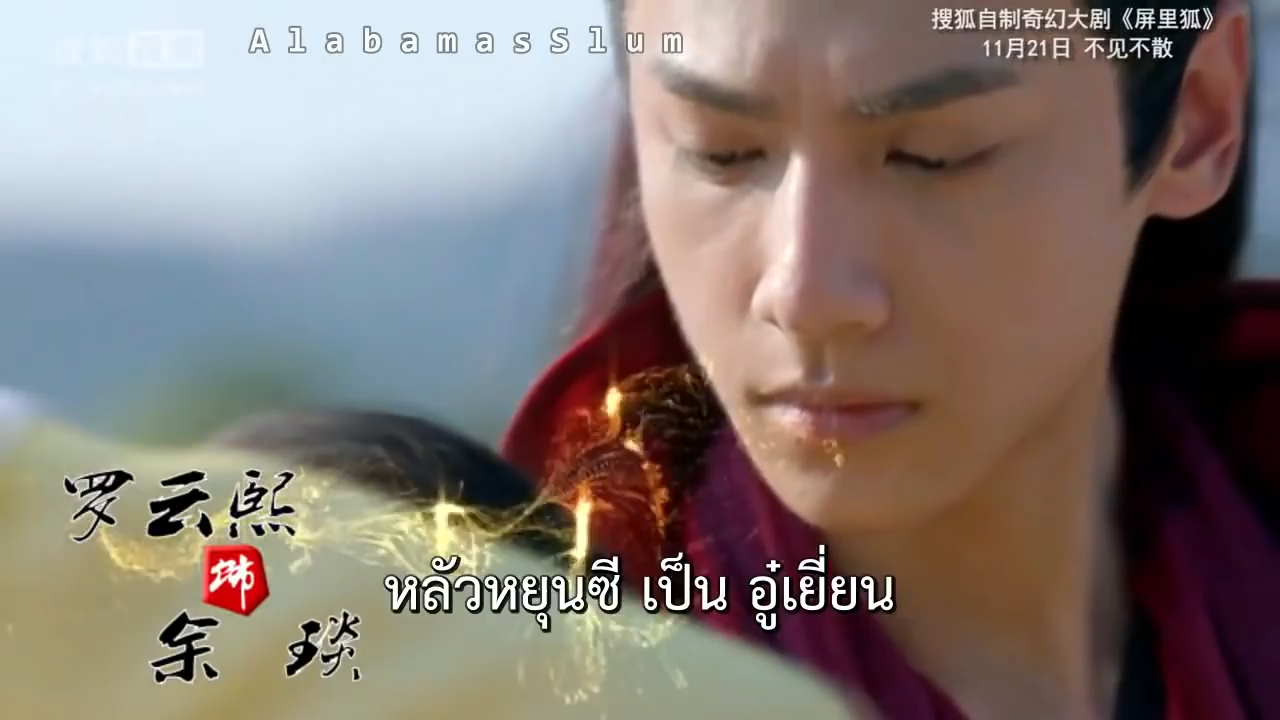 AlabamasSlum
搜狐自制奇幻大剧《屏里狐》
11月21日 不见不散
罗云熙
饰
余琰
หลัวหยุนซี เป็น อู๋เยี่ยน